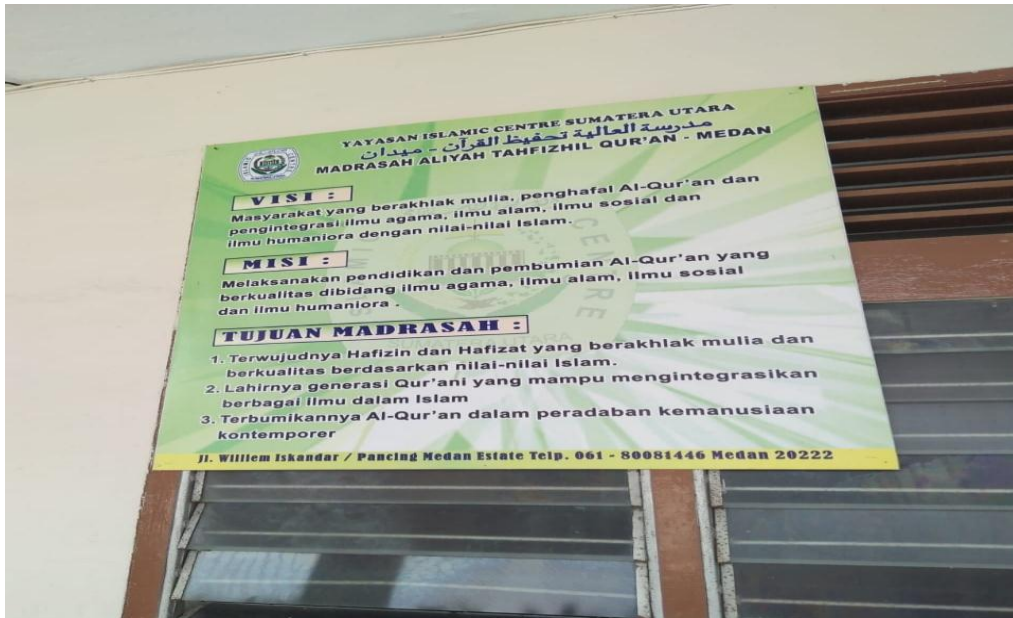 YAYASAN ISLAMIC CENTRE SUMATERA UTARA
مدرسة العالية تحفيظ القرآن - ميدان
MADRASAH ALIYAH TAHFIZHIL QUR'AN - MEDAN
VISI :
Masyarakat yang berakhlak mulia, penghafal Al-Qur'an dan
pengintegrasi ilmu agama, ilmu alam, ilmu sosial dan
ilmu humaniora dengan nilai-nilai Islam.
MISI :
Melaksanakan pendidikan dan pembumian Al-Qur'an yang
berkualitas dibidang ilmu agama, ilmu alam, ilmu sosial
dan ilmu humaniora .
TUJUAN MADRASAH :
1. Terwujudnya Hafizin dan Hafizat yang berakhlak mulia dan
berkualitas berdasarkan nilai-nilai Islam.
2. Lahirnya generasi Qur'ani yang mampu mengintegrasikan
berbagai ilmu dalam Islam
3. Terbumikannya Al-Qur'an dalam peradaban kemanusiaan
kontemporer
Jl. Williem Iskandar / Pancing Medan Estate Telp. 061 - 80081446 Medan 20222